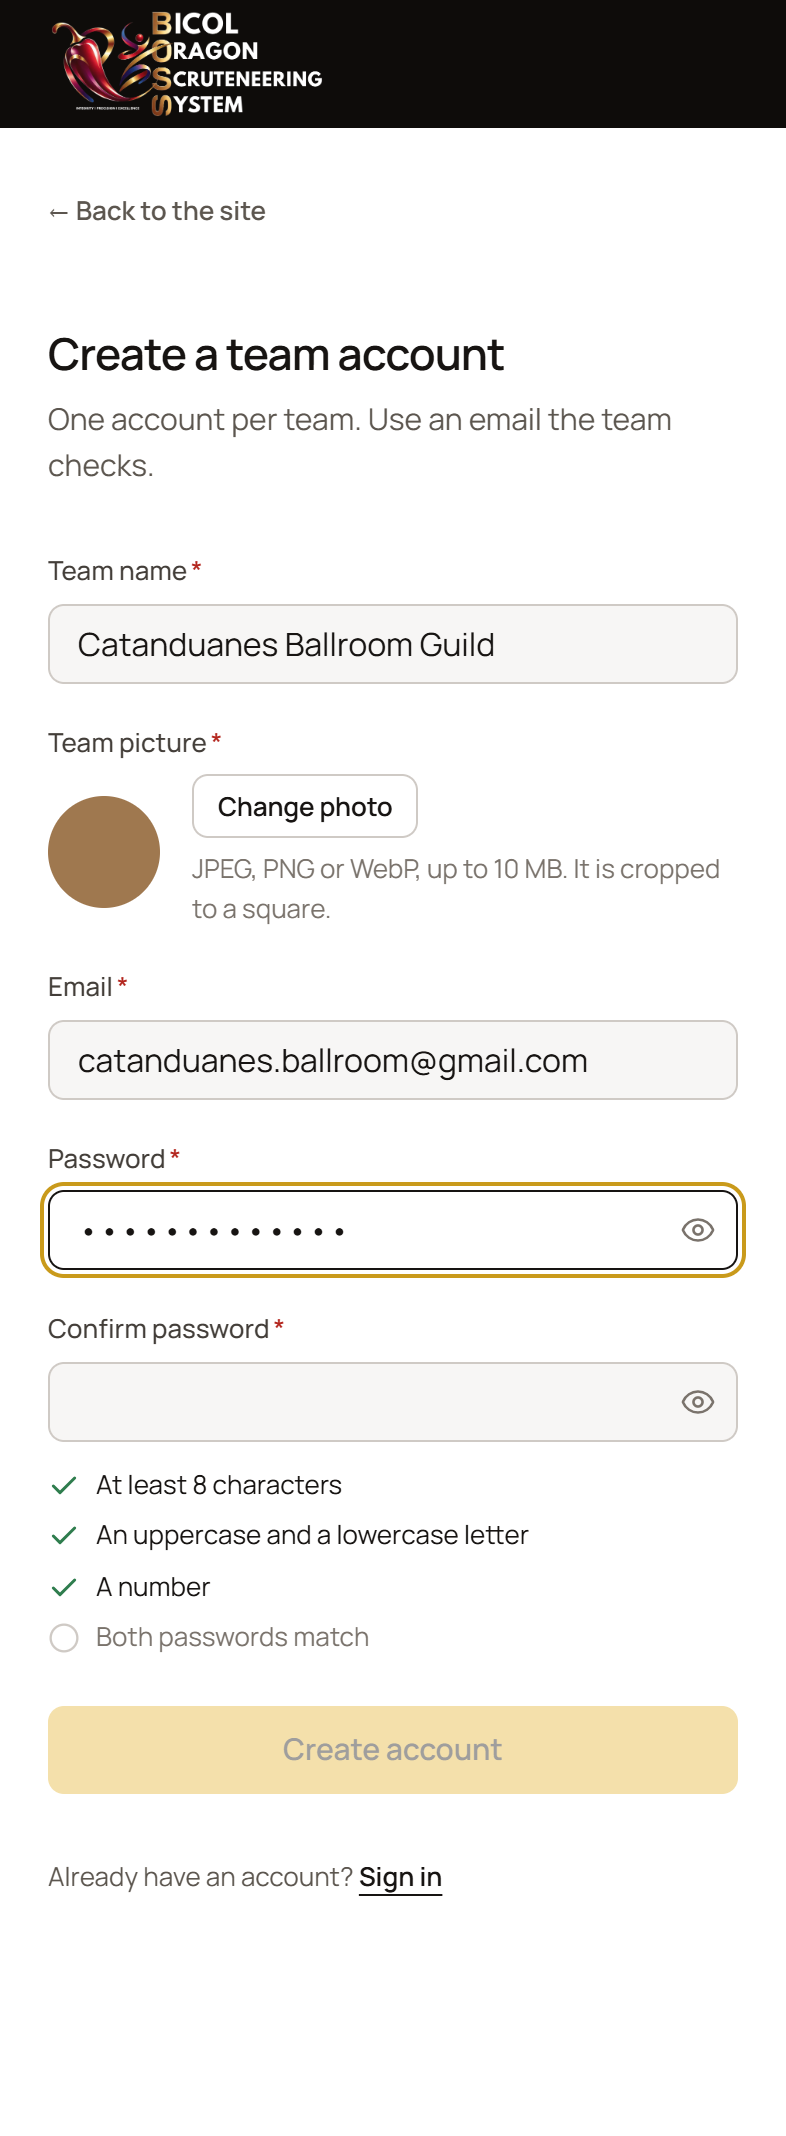 BICOL
DRAGON
SCRUTENEERING
SYSTEM
INTEGRITY | PRECISION | EXCELLENCE
← Back to the site
Create a team account
One account per team. Use an email the team
checks.
Team name *
Catanduanes Ballroom Guild
Team picture *
Change photo
JPEG, PNG or WebP, up to 10 MB. It is cropped
to a square.
Email *
catanduanes.ballroom@gmail.com
Password *
•••••••••••••
Confirm password *
At least 8 characters
An uppercase and a lowercase letter
A number
Both passwords match
Create account
Already have an account? Sign in